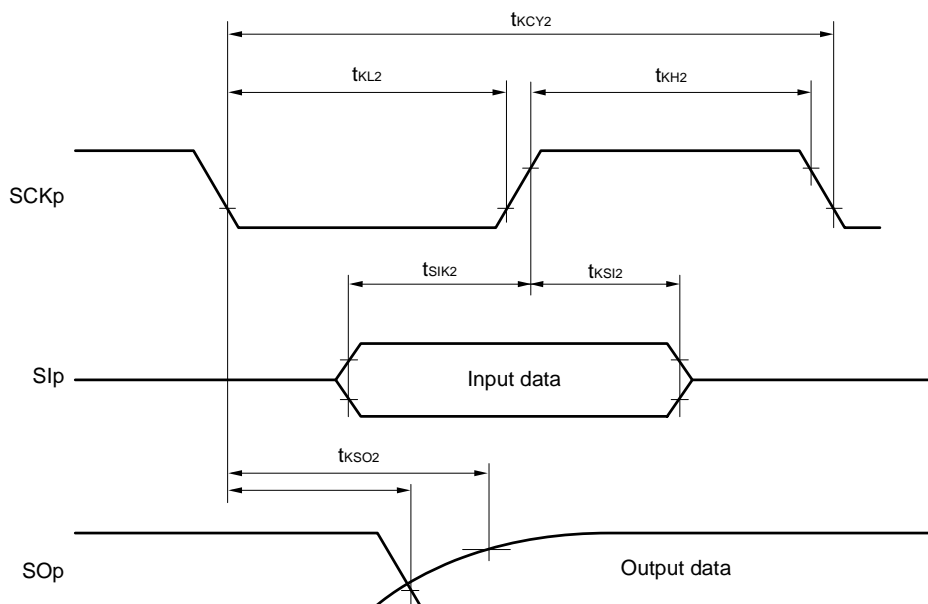 tKCY2
tKL2
tKH2
SCKp
tSIK2
tKSI2
SIp
Input data
tKSO2
SOp
Output data